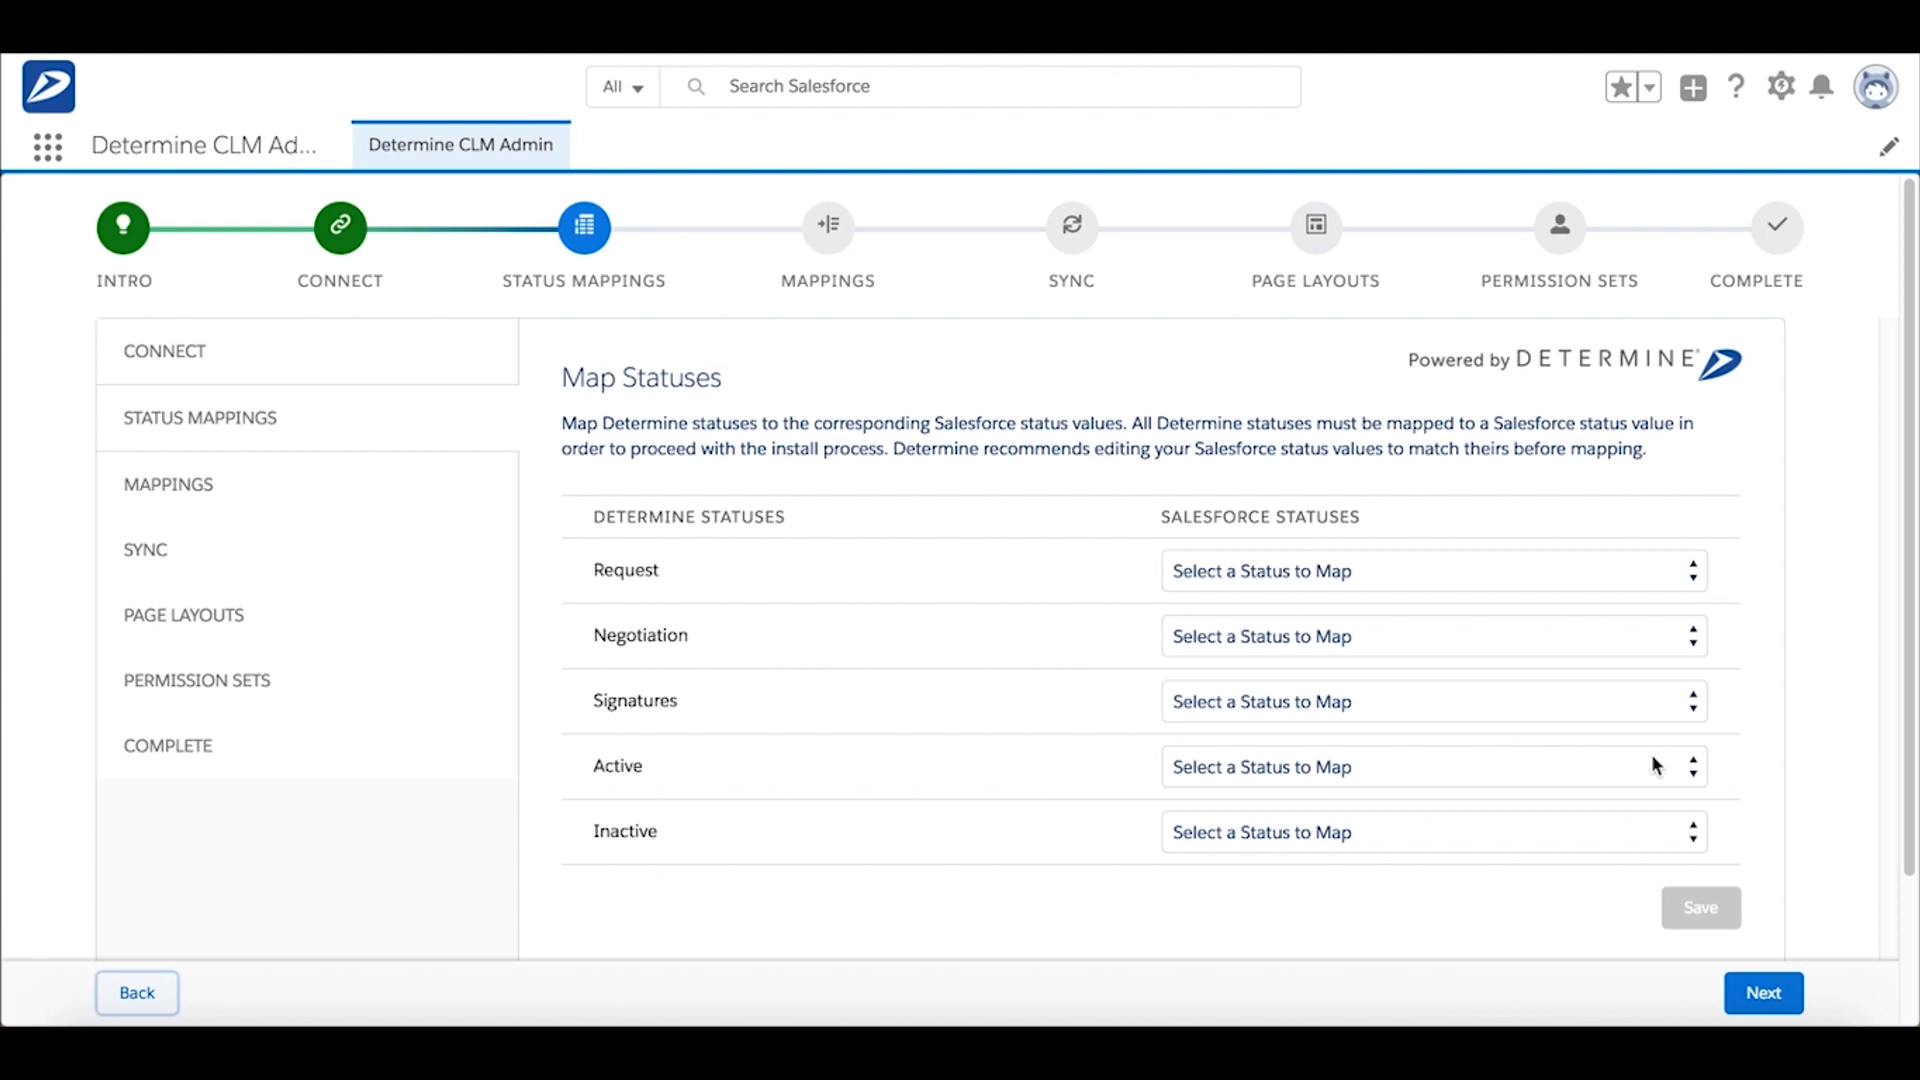 All
Search Salesforce
Determine CLM Ad...
Determine CLM Admin
INTRO
CONNECT
STATUS MAPPINGS
MAPPINGS
SYNC
PAGE LAYOUTS
PERMISSION SETS
COMPLETE
CONNECT
STATUS MAPPINGS
MAPPINGS
SYNC
PAGE LAYOUTS
PERMISSION SETS
COMPLETE
Powered by DETERMINE
Map Statuses
Map Determine statuses to the corresponding Salesforce status values. All Determine statuses must be mapped to a Salesforce status value in
order to proceed with the install process. Determine recommends editing your Salesforce status values to match theirs before mapping.
DETERMINE STATUSES SALESFORCE STATUSES
Request Select a Status to Map
Negotiation Select a Status to Map
Signatures Select a Status to Map
Active Select a Status to Map
Inactive Select a Status to Map
Save
Back
Next